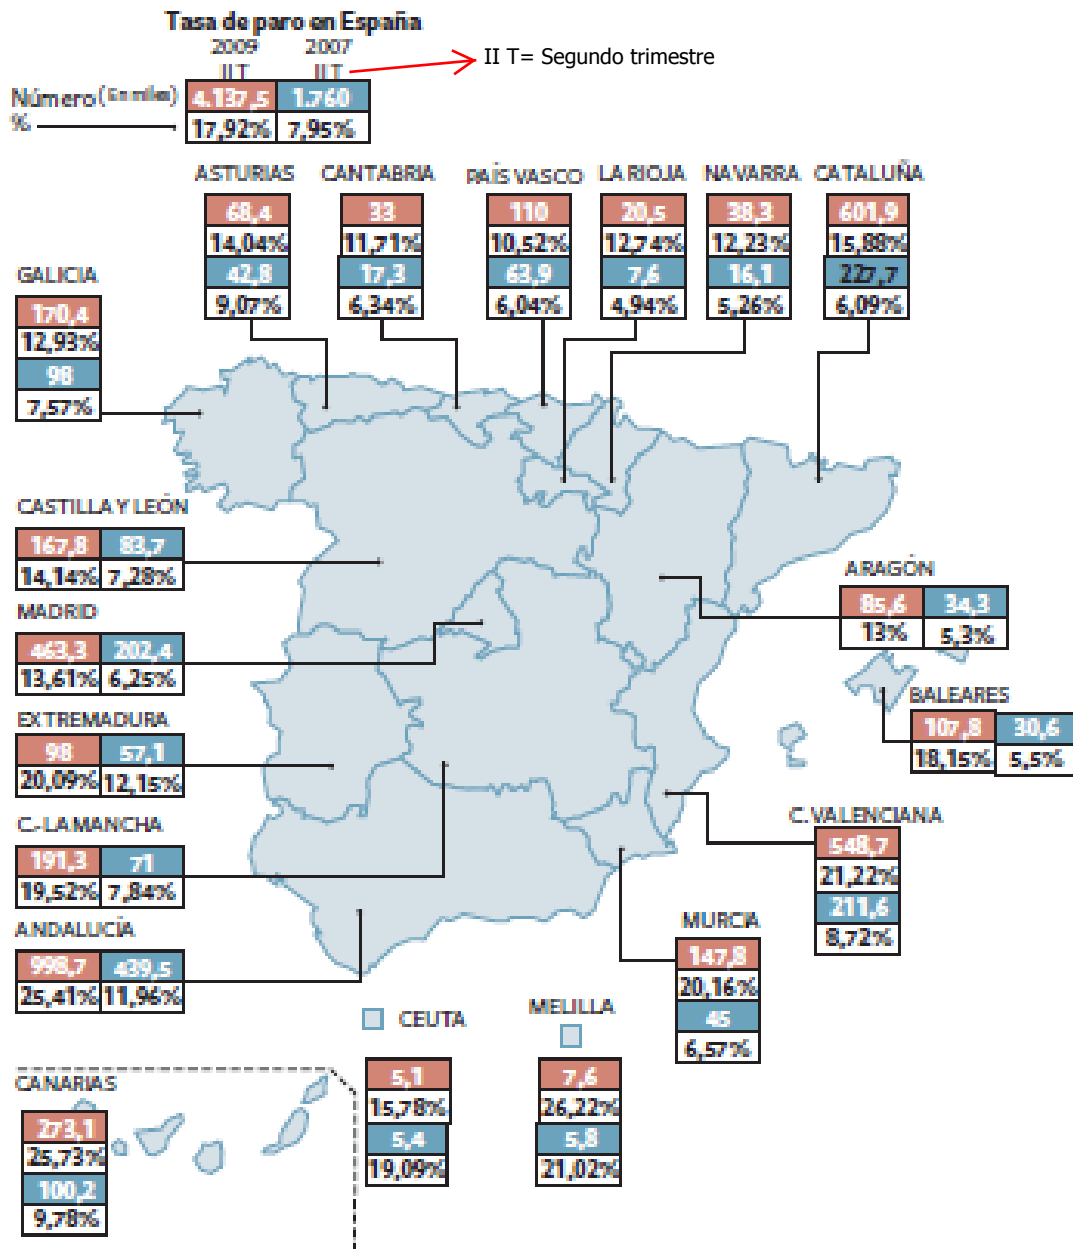 Tasa de paro en España
2009 2007
II T II T
II T= Segundo trimestre
Número (En miles) 4.137,5 1.760
% 17,92% 7,95%
ASTURIAS
68,4
14,04%
42,8
9,07%
CANTABRIA
33
11,71%
17,3
6,34%
PAÍS VASCO
110
10,52%
63,9
6,04%
LA RIOJA
20,5
12,74%
7,6
4,94%
NAVARRA
38,3
12,23%
16,1
5,26%
CATALUÑA
601,9
15,88%
227,7
6,09%
GALICIA
170,4
12,93%
98
7,57%
CASTILLA Y LEÓN
167,8 83,7
14,14% 7,28%
MADRID
463,3 202,4
13,61% 6,25%
EXTREMADURA
98 57,1
20,09% 12,15%
C.-LA MANCHA
191,3 71
19,52% 7,84%
ANDALUCÍA
998,7 439,5
25,41% 11,96%
ARAGÓN
85,6 34,3
13% 5,3%
BALEARES
107,8 30,6
18,15% 5,5%
C. VALENCIANA
548,7
21,22%
211,6
8,72%
MURCIA
147,8
20,16%
45
6,57%
CEUTA
5,1
15,78%
5,4
19,09%
MELILLA
7,6
26,22%
5,8
21,02%
CANARIAS
273,1
25,73%
100,2
9,78%